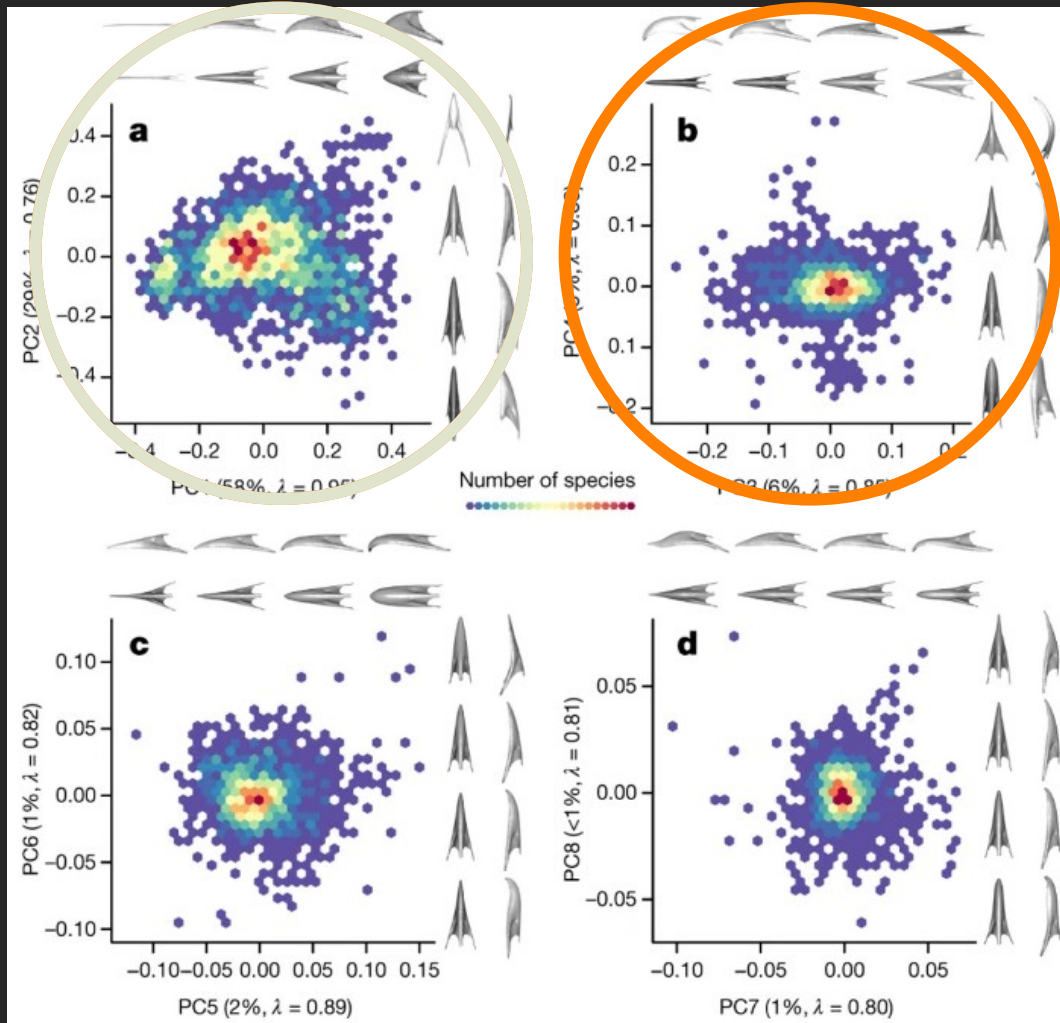 a
0.2
0.0
−0.2
0.4
−0.2 0.0 0.2 0.4
b
0.2
0.1
0.0
0.1
−0.2 −0.1 0.0 0.1
Number of species
c
PC6 (1%, λ = 0.82)
0.10
0.05
0.00
−0.05
−0.10
−0.10 −0.05 0.00 0.05 0.10 0.15
PC5 (2%, λ = 0.89)
d
PC8 (<1%, λ = 0.81)
0.05
0.00
−0.05
−0.10 −0.05 0.00 0.05
PC7 (1%, λ = 0.80)